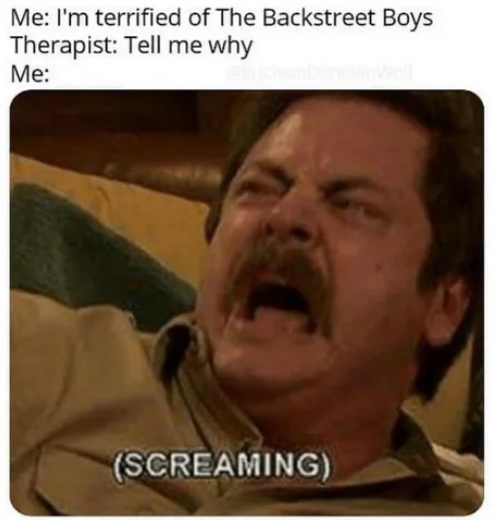 Me: I'm terrified of The Backstreet Boys
Therapist: Tell me why
Me:
(SCREAMING)